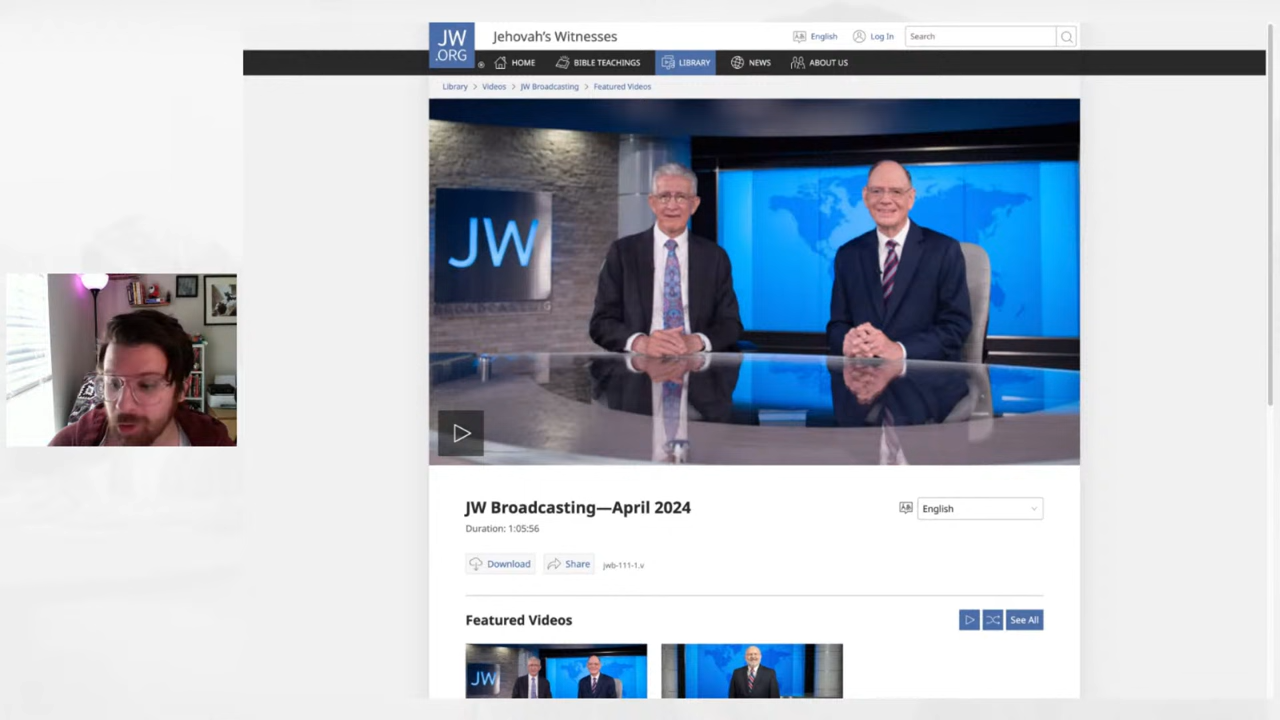 JW
.ORG
Jehovah's Witnesses
English
Log In
Search
HOME
BIBLE TEACHINGS
LIBRARY
NEWS
ABOUT US
Library > Videos > JW Broadcasting > Featured Videos
JW
JW Broadcasting—April 2024
English
Duration: 1:05:56
Download
Share
jwb-111-1.v
Featured Videos
See All
JW